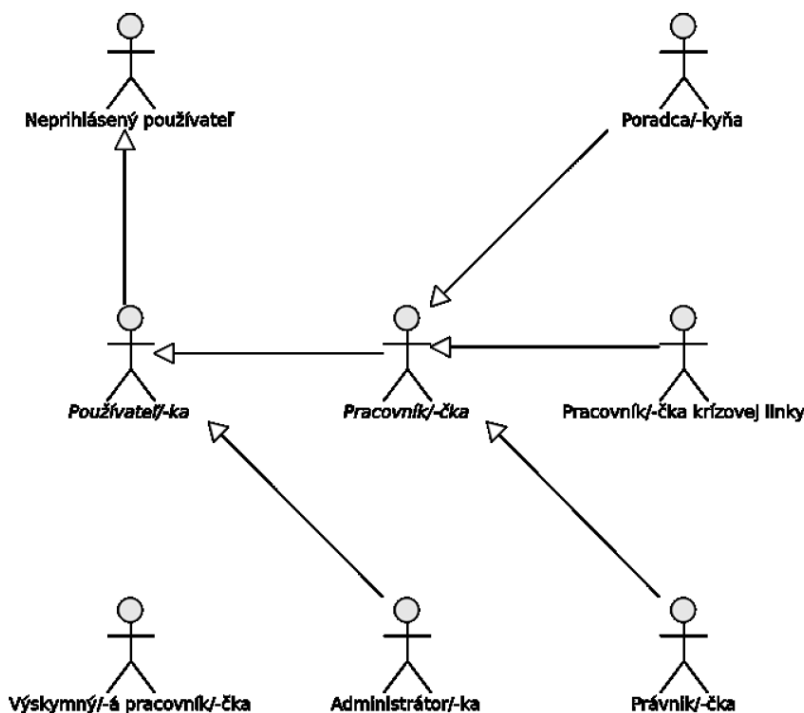 Neprihlásený používateľ
Poradca/-kyňa
Používateľ/-ka
Pracovník/-čka
Pracovník/-čka krízovej linky
Výskymný/-á pracovník/-čka
Administrátor/-ka
Právnik/-čka